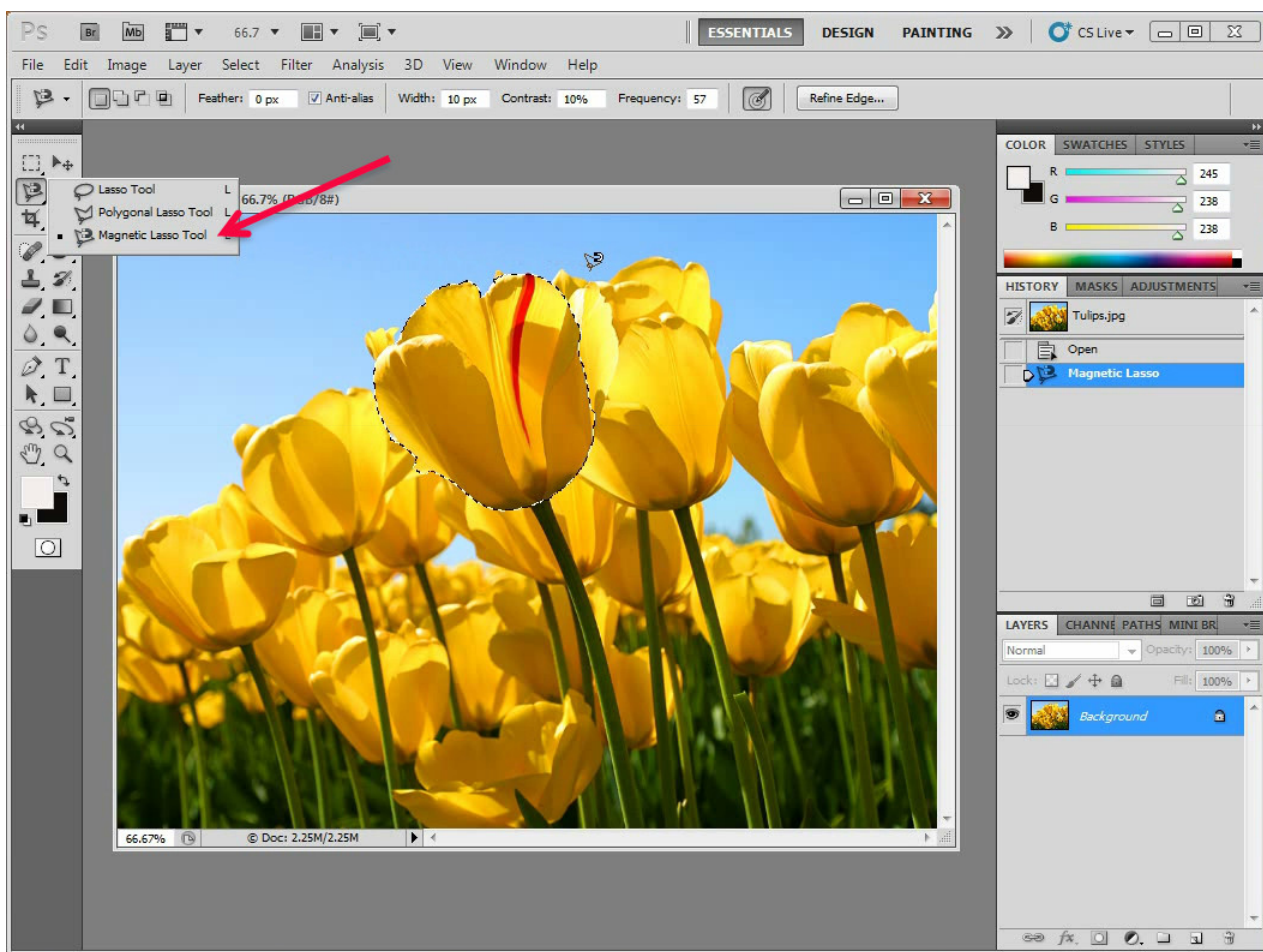 Ps Br Mb 66.7 ESSENTIALS DESIGN PAINTING CS Live
File Edit Image Layer Select Filter Analysis 3D View Window Help
Feather: 0 px Anti-alias Width: 10 px Contrast: 10% Frequency: 57 Refine Edge...
Lasso Tool L
Polygonal Lasso Tool L
Magnetic Lasso Tool
66.7% (RGB/8#)
T
66.67% © Doc: 2.25M/2.25M
COLOR SWATCHES STYLES
R 245
G 238
B 238
HISTORY MASKS ADJUSTMENTS
Tulips.jpg
Open
Magnetic Lasso
LAYERS CHANNE PATHS MINI BR
Normal Opacity: 100%
Lock: Fill: 100%
Background
fx